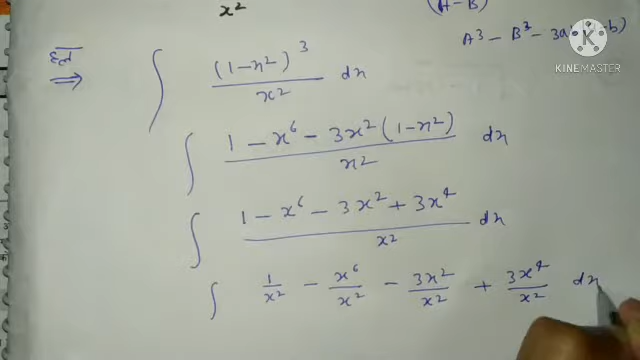 x²
(A-B)
A³ - B³ - 3ab(a-b)
KINEMASTER
हल
⇒ ∫ (1-x²)³ / x² dx
∫ 1 - x⁶ - 3x²(1-x²) / x² dx
∫ 1 - x⁶ - 3x² + 3x⁴ / x² dx
∫ 1/x² - x⁶/x² - 3x²/x² + 3x⁴/x² dx